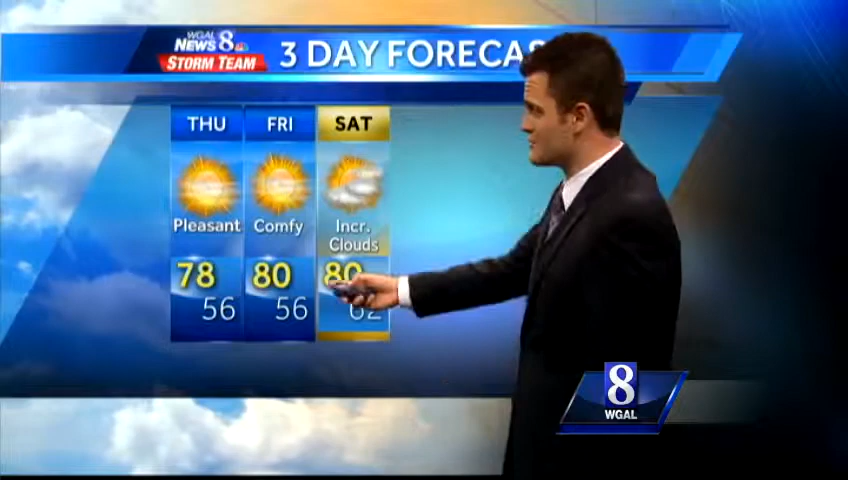 WGAL
NEWS 8
STORM TEAM
3 DAY FORECAS
THU
FRI
SAT
Pleasant
Comfy
Incr.
Clouds
78
80
80
56
56
62
8
WGAL